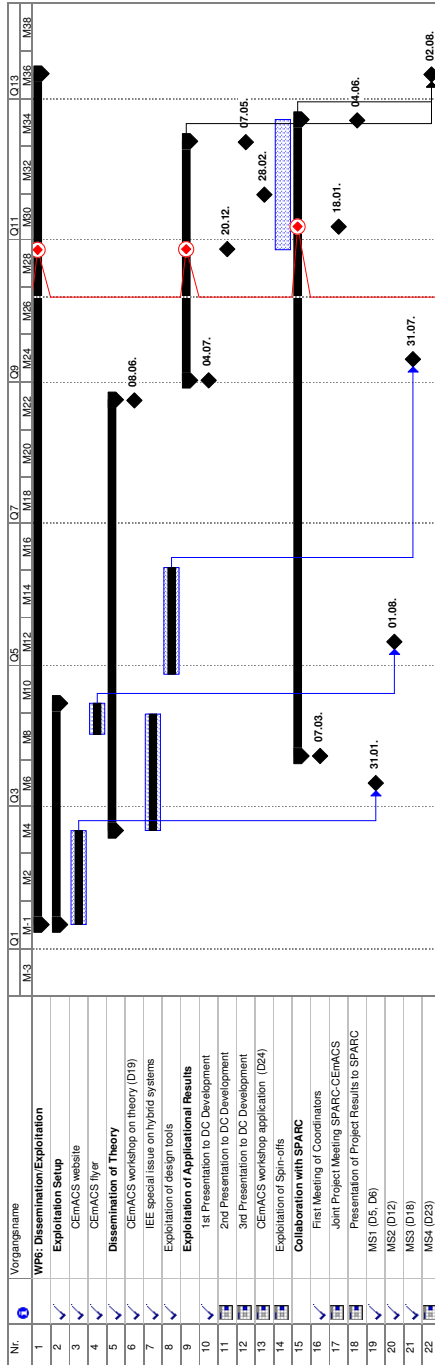 Nr. Vorgangsname Q1 Q3 Q5 Q7 Q9 Q11 Q13
M-3 M-1 M2 M4 M6 M8 M10 M12 M14 M16 M18 M20 M22 M24 M26 M28 M30 M32 M34 M36 M38
1 WP6: Dissemination/Exploitation
2 Exploitation Setup
3 CEmACS website
4 CEmACS flyer
5 Dissemination of Theory
6 CEmACS workshop on theory (D19) 08.06.
7 IEE special issue on hybrid systems
8 Exploitation of design tools
9 Exploitation of Applicational Results
10 1st Presentation to DC Development 04.07.
11 2nd Presentation to DC Development 20.12.
12 3rd Presentation to DC Development 07.05.
13 CEmACS workshop application (D24) 28.02.
14 Exploitation of Spin-offs
15 Collaboration with SPARC
16 First Meeting of Coordinators 07.03.
17 Joint Project Meeting SPARC-CEmACS 18.01.
18 Presentation of Project Results to SPARC 04.06.
19 MS1 (D5, D6) 31.01.
20 MS2 (D12) 01.08.
21 MS3 (D18) 31.07.
22 MS4 (D23) 02.08.